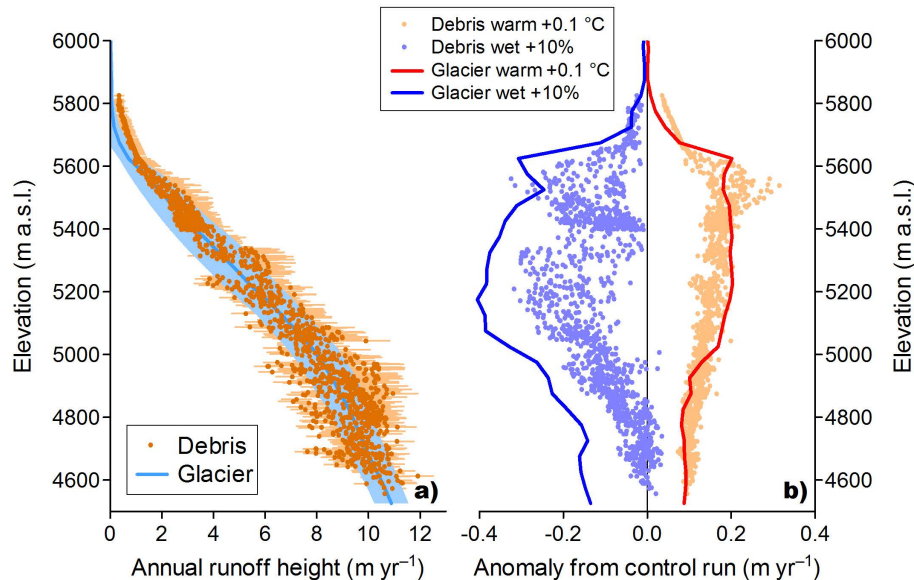 6000
5800
5600
5400
5200
5000
4800
4600
Elevation (m a.s.l.)
Debris
Glacier
a)
0
2
4
6
8
10
12
Annual runoff height (m yr⁻¹)
Debris warm +0.1 °C
Debris wet +10%
Glacier warm +0.1 °C
Glacier wet +10%
b)
-0.4
-0.2
0.0
0.2
0.4
Anomaly from control run (m yr⁻¹)
6000
5800
5600
5400
5200
5000
4800
4600
Elevation (m a.s.l.)